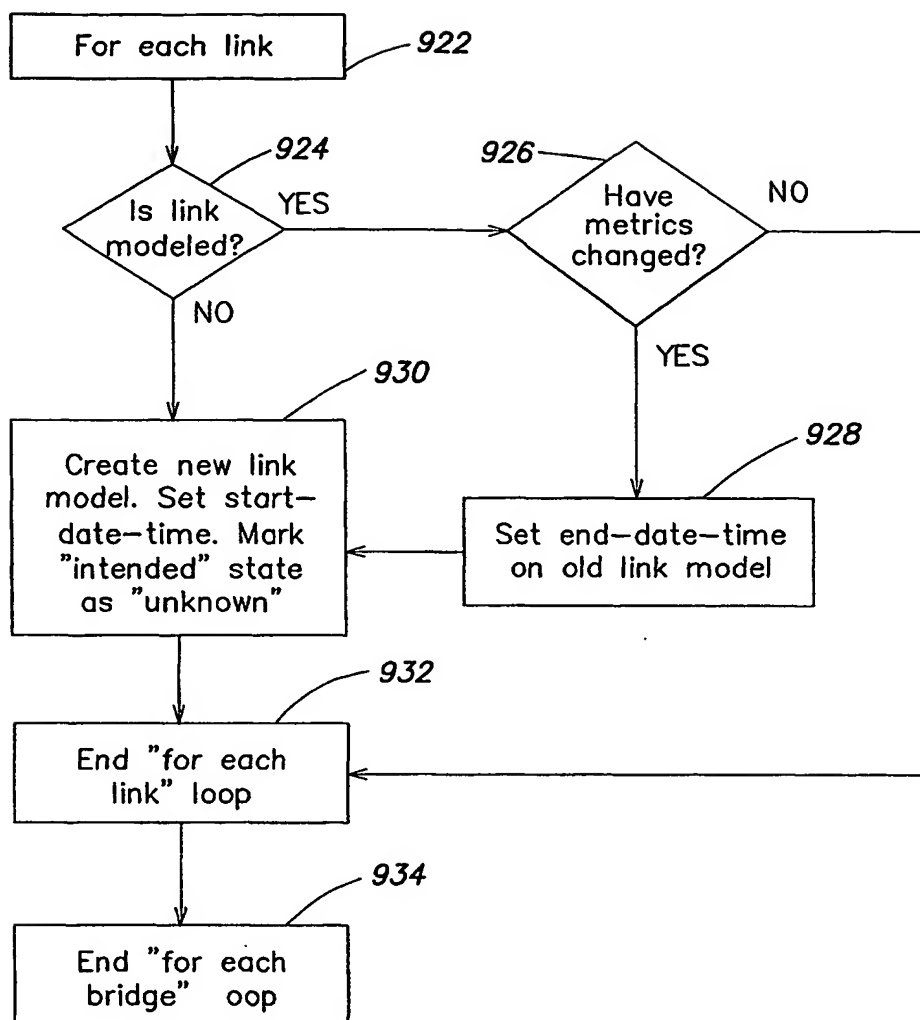 For each link
922
924
Is link
modeled?
YES
NO
926
Have
metrics
changed?
NO
YES
930
Create new link
model. Set start-
date-time. Mark
"intended" state
as "unknown"
928
Set end-date-time
on old link model
932
End "for each
link" loop
934
End "for each
bridge" oop